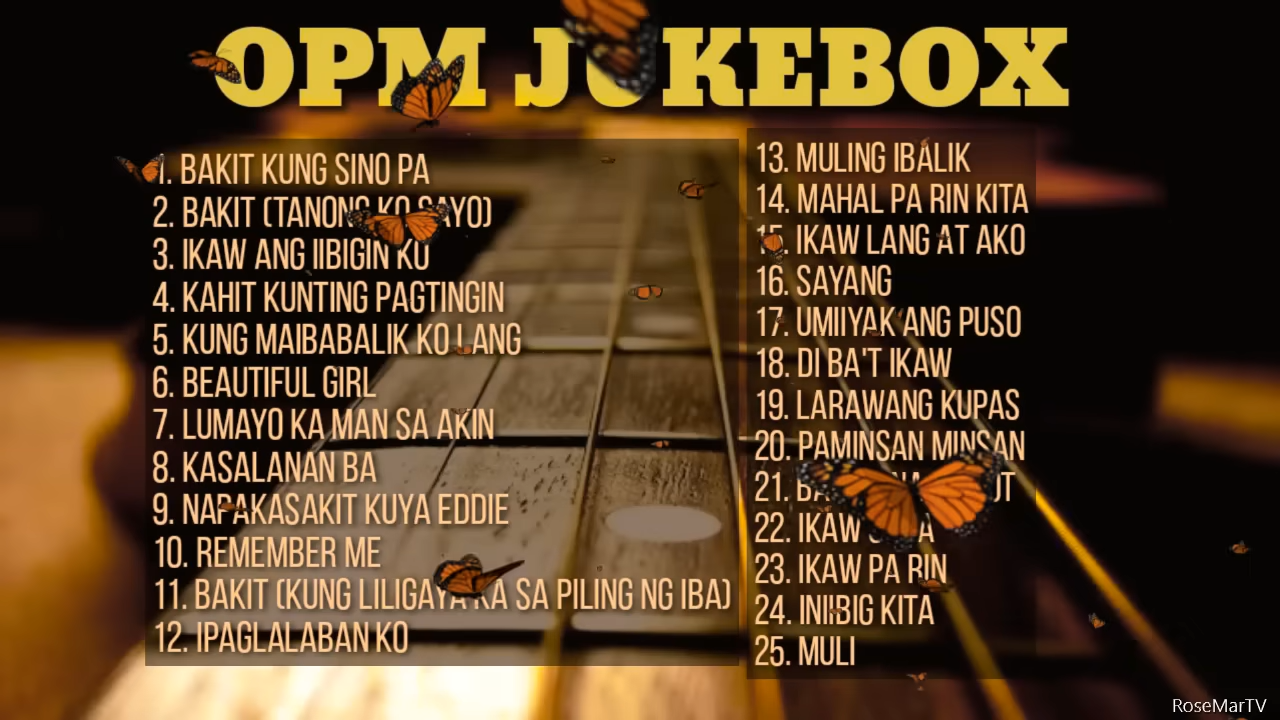 OPM JUKEBOX
1. BAKIT KUNG SINO PA
2. BAKIT (TANONG KO SAYO)
3. IKAW ANG IIBIGIN KO
4. KAHIT KUNTING PAGTINGIN
5. KUNG MAIBABALIK KO LANG
6. BEAUTIFUL GIRL
7. LUMAYO KA MAN SA AKIN
8. KASALANAN BA
9. NAPAKASAKIT KUYA EDDIE
10. REMEMBER ME
11. BAKIT (KUNG LILIGAYA KA SA PILING NG IBA)
12. IPAGLALABAN KO
13. MULING IBALIK
14. MAHAL PA RIN KITA
15. IKAW LANG AT AKO
16. SAYANG
17. UMIIYAK ANG PUSO
18. DI BA'T IKAW
19. LARAWANG KUPAS
20. PAMINSAN MINSAN
21.
22. IKAW
23. IKAW PA RIN
24. INIIBIG KITA
25. MULI
RoseMarTV